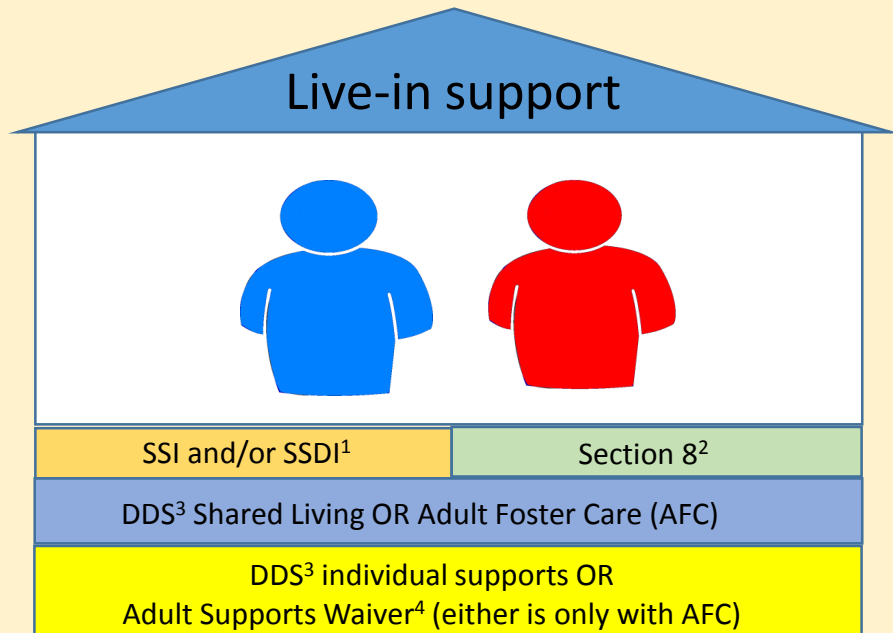 Live-in support
SSI and/or SSDI¹
Section 8²
DDS³ Shared Living OR Adult Foster Care (AFC)
DDS³ individual supports OR
Adult Supports Waiver⁴ (either is only with AFC)